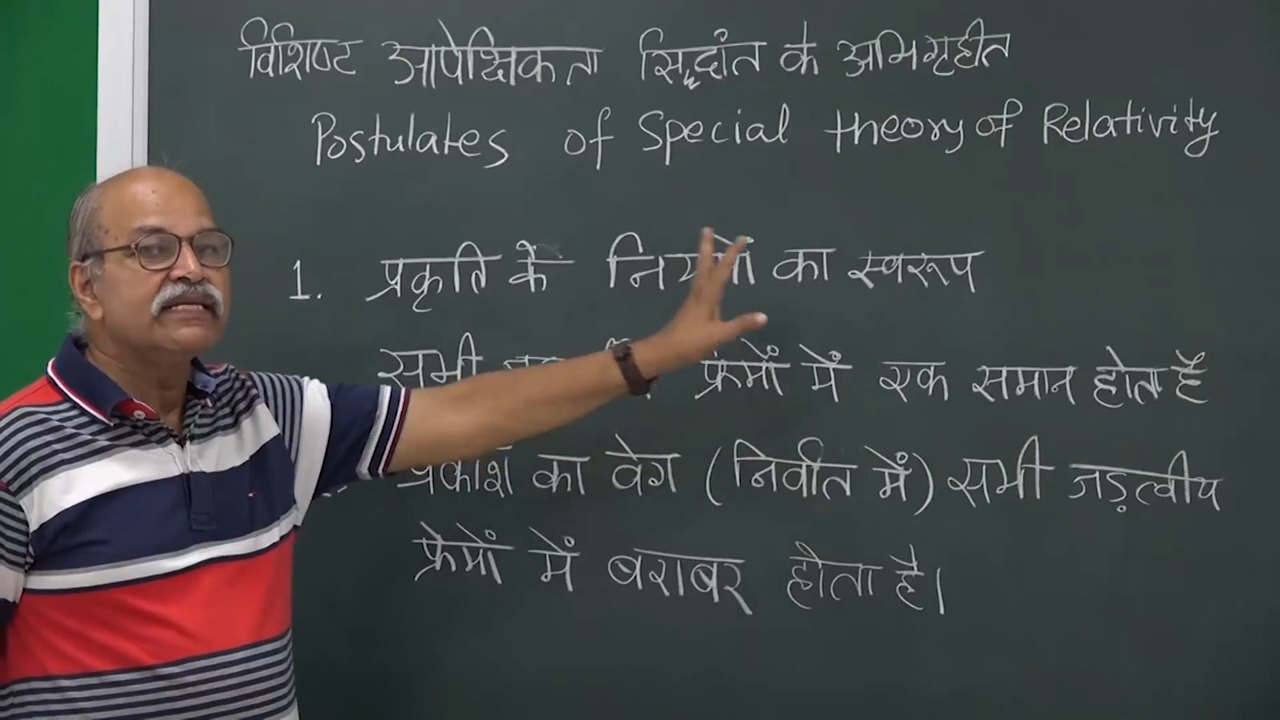 विशिष्ट आपेक्षिकता सिद्धांत के अभिगृहीत
Postulates of Special theory of Relativity
1. प्रकृति के नियमों का स्वरूप
सभी फ्रेमों में एक समान होता है
प्रकाश का वेग (निर्वात में) सभी जड़त्वीय
फ्रेमों में बराबर होता है।